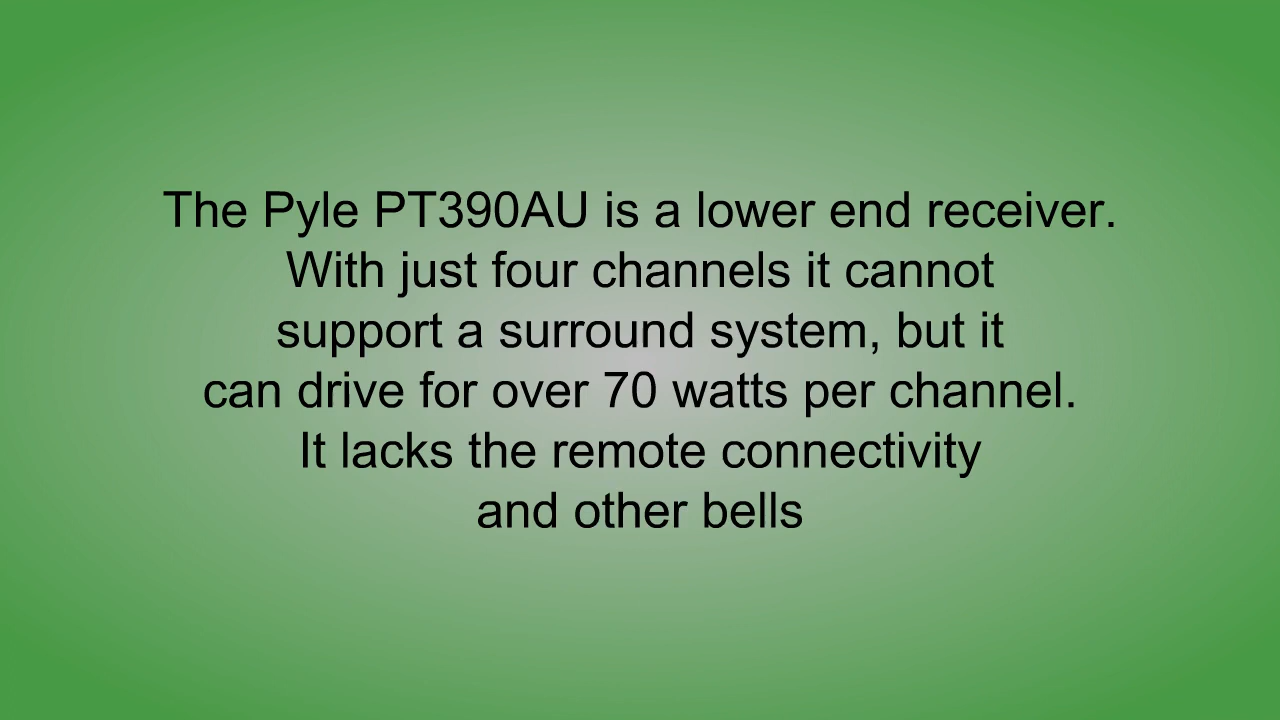 The Pyle PT390AU is a lower end receiver.
With just four channels it cannot
support a surround system, but it
can drive for over 70 watts per channel.
It lacks the remote connectivity
and other bells